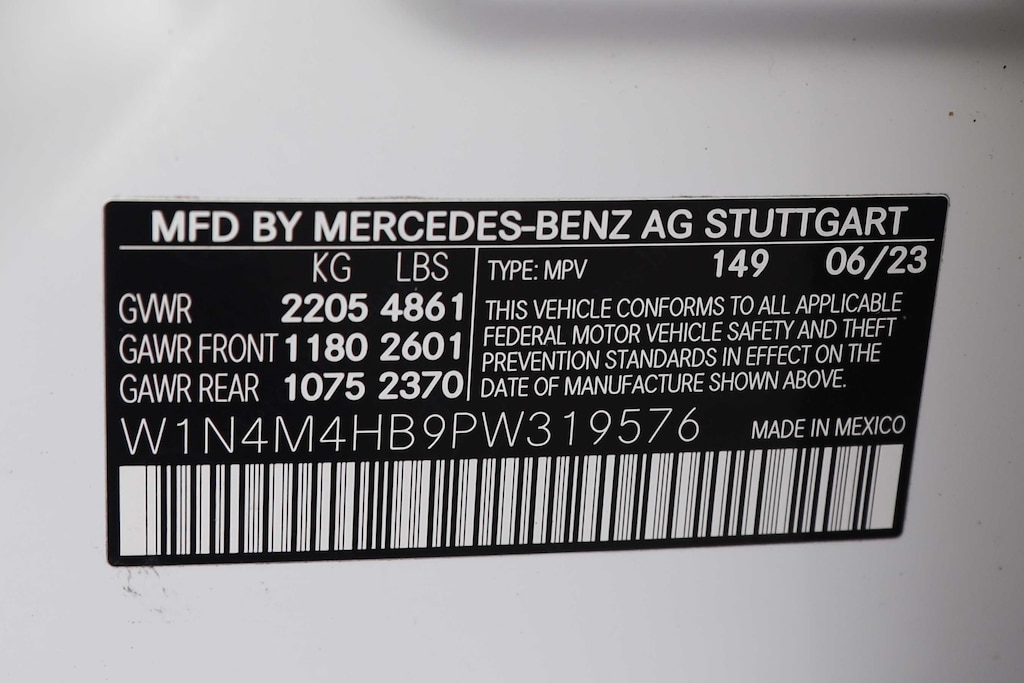 MFD BY MERCEDES-BENZ AG STUTTGART
KG LBS
GVWR 2205 4861
GAWR FRONT 1180 2601
GAWR REAR 1075 2370
TYPE: MPV 149 06/23
THIS VEHICLE CONFORMS TO ALL APPLICABLE
FEDERAL MOTOR VEHICLE SAFETY AND THEFT
PREVENTION STANDARDS IN EFFECT ON THE
DATE OF MANUFACTURE SHOWN ABOVE.
W1N4M4HB9PW319576 MADE IN MEXICO